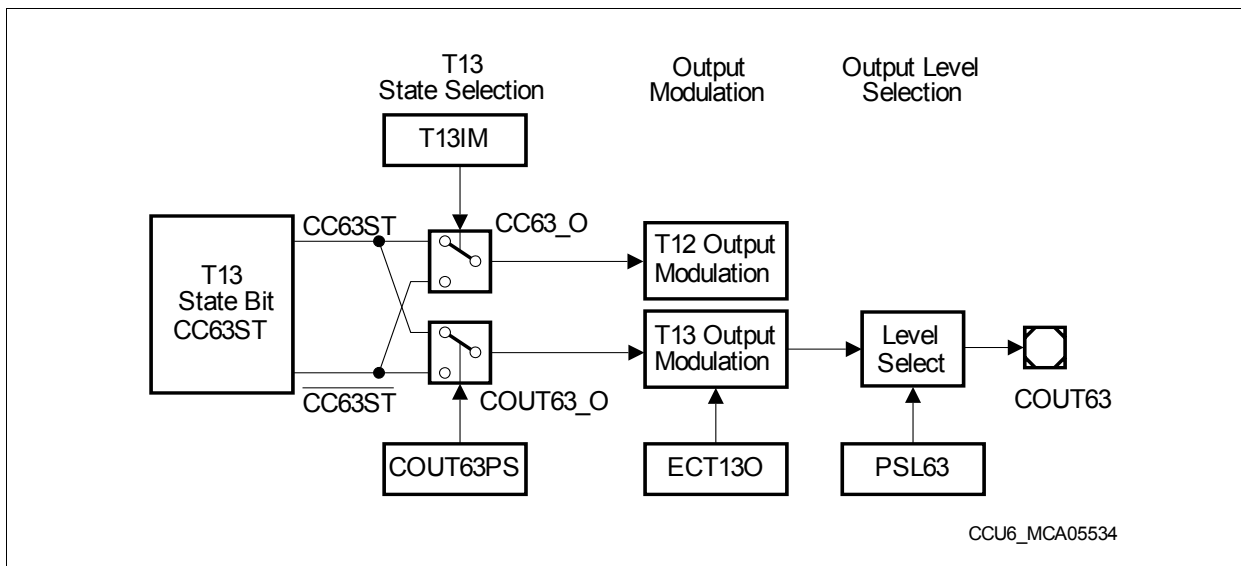 T13
State Selection
Output
Modulation
Output Level
Selection
T13IM
CC63ST
CC63_O
T13
State Bit
CC63ST
T12 Output
Modulation
T13 Output
Modulation
Level
Select
CC63ST
COUT63_O
COUT63
COUT63PS
ECT13O
PSL63
CCU6_MCA05534